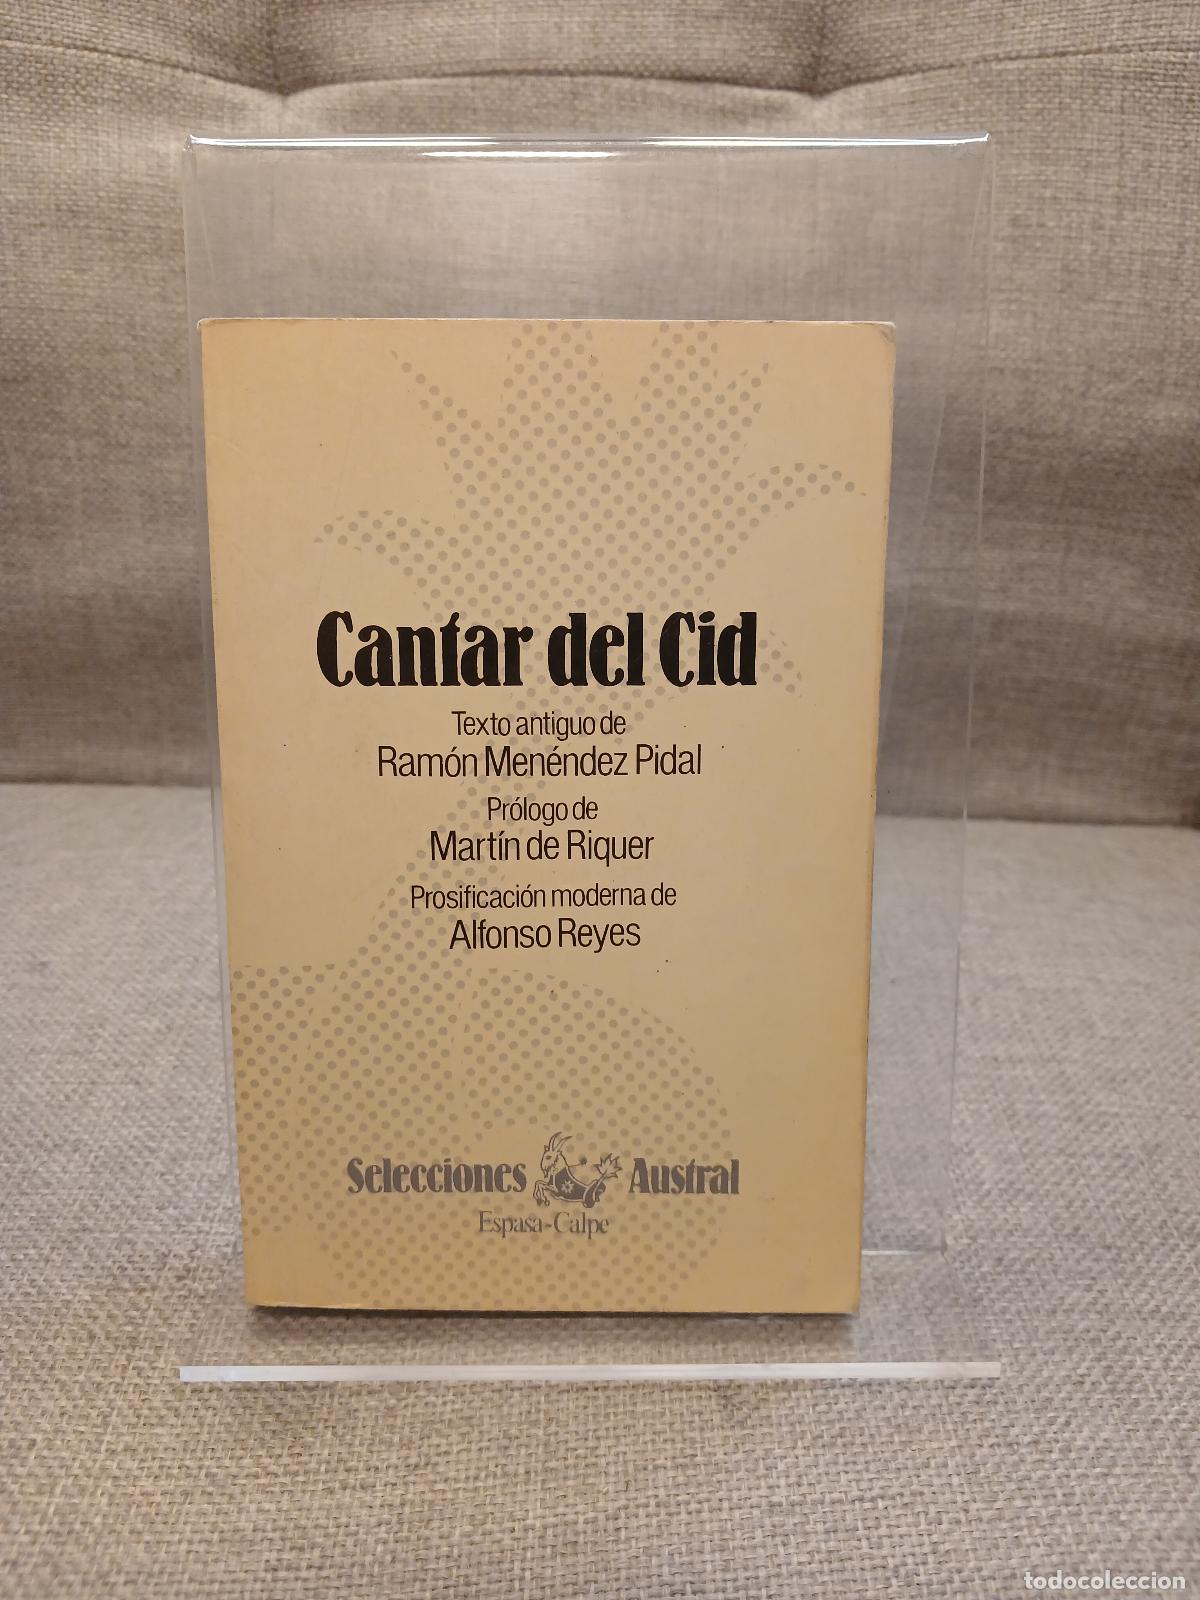 Cantar del Cid
Texto antiguo de
Ramón Menéndez Pidal
Prólogo de
Martín de Riquer
Prosificación moderna de
Alfonso Reyes
Selecciones Austral
Espasa-Calpe
todocoleccion